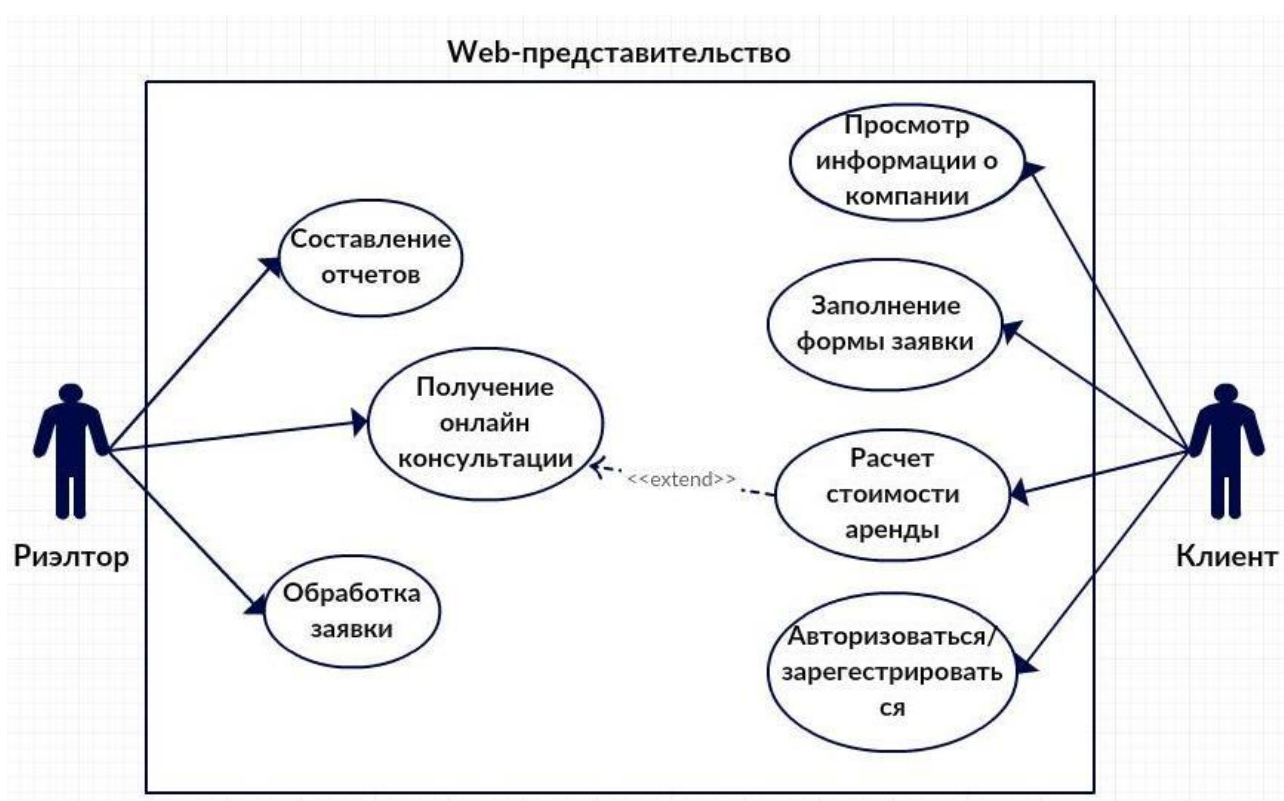 Web-представительство
Просмотр
информации о
компании
Составление
отчетов
Заполнение
формы заявки
Получение
онлайн
консультации
<<extend>>
Расчет
стоимости
аренды
Риэлтор
Клиент
Обработка
заявки
Авторизоваться/
зарегестрировать
ся